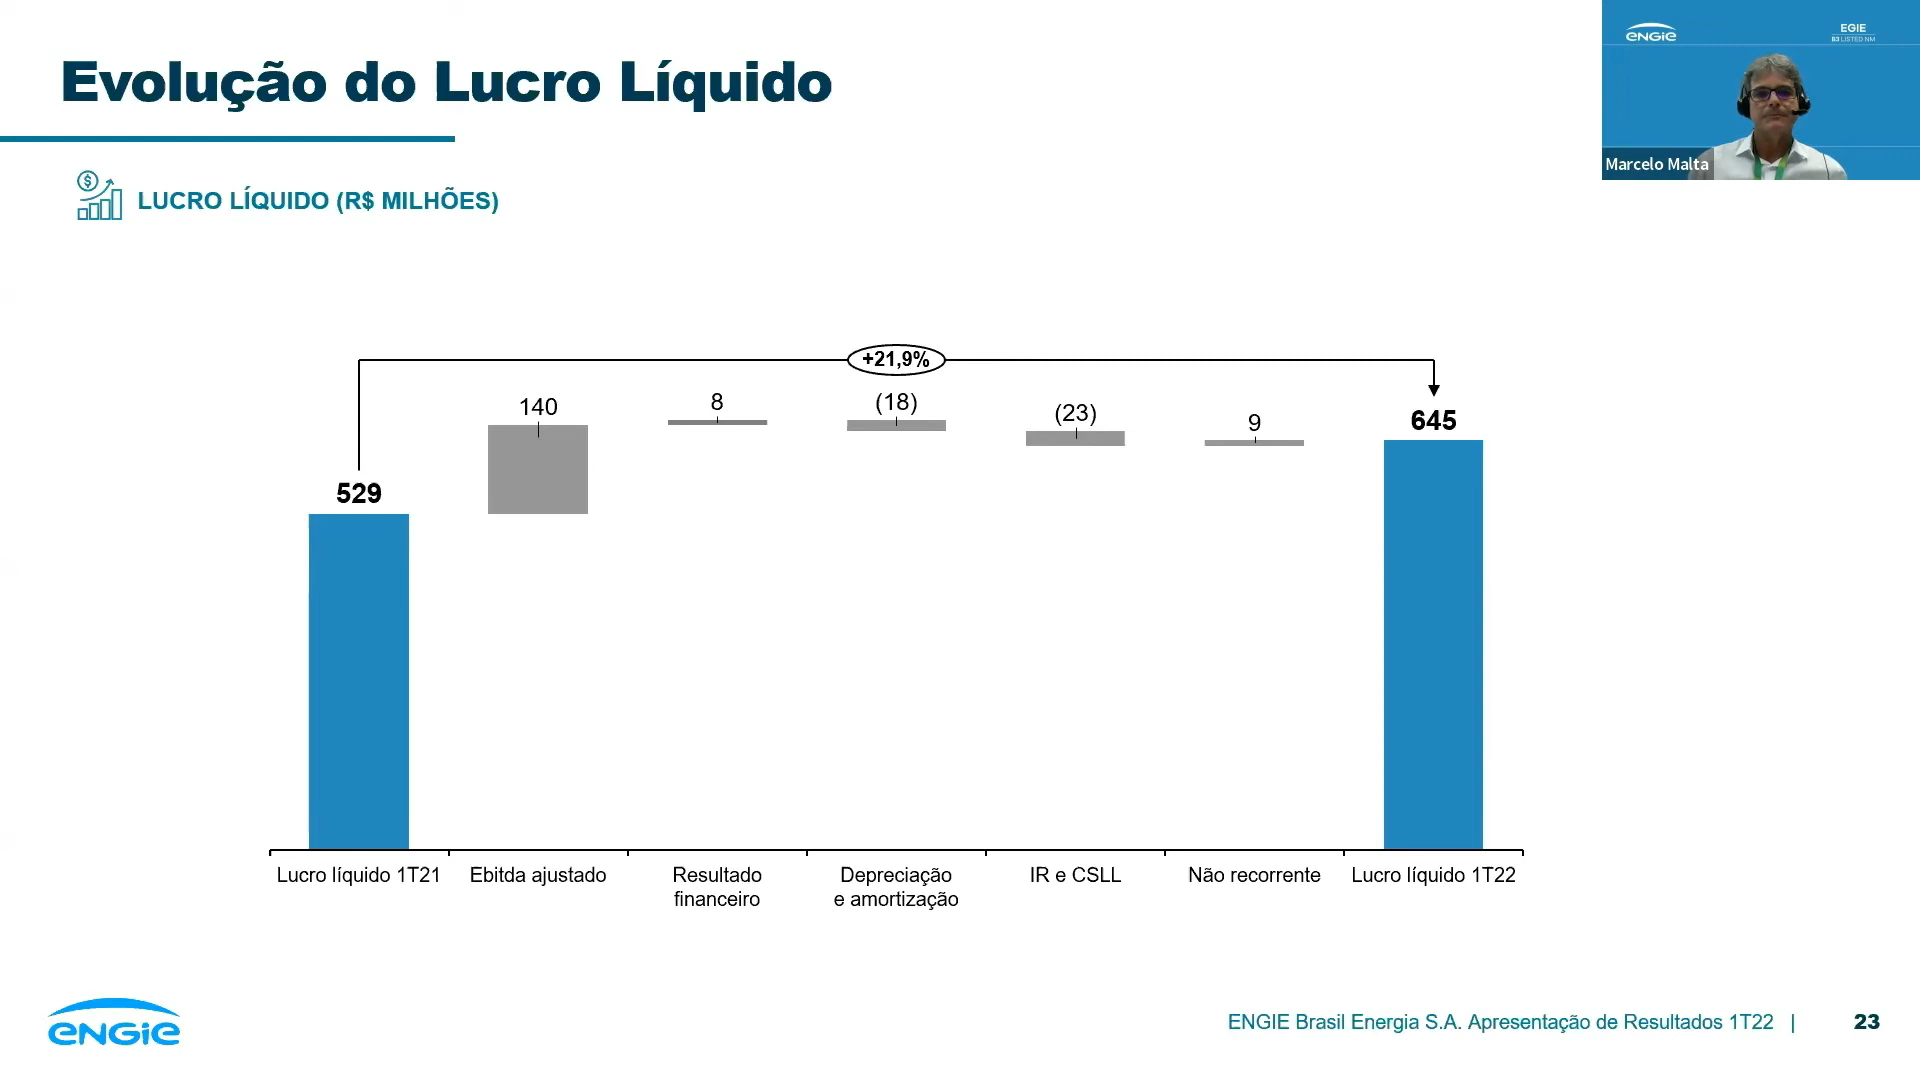 Evolução do Lucro Líquido
ENGIE
EGIE
B3 LISTED NM
Marcelo Malta
LUCRO LÍQUIDO (R$ MILHÕES)
+21,9%
529
140
8
(18)
(23)
9
645
Lucro líquido 1T21
Ebitda ajustado
Resultado
financeiro
Depreciação
e amortização
IR e CSLL
Não recorrente
Lucro líquido 1T22
ENGIE
ENGIE Brasil Energia S.A. Apresentação de Resultados 1T22 | 23